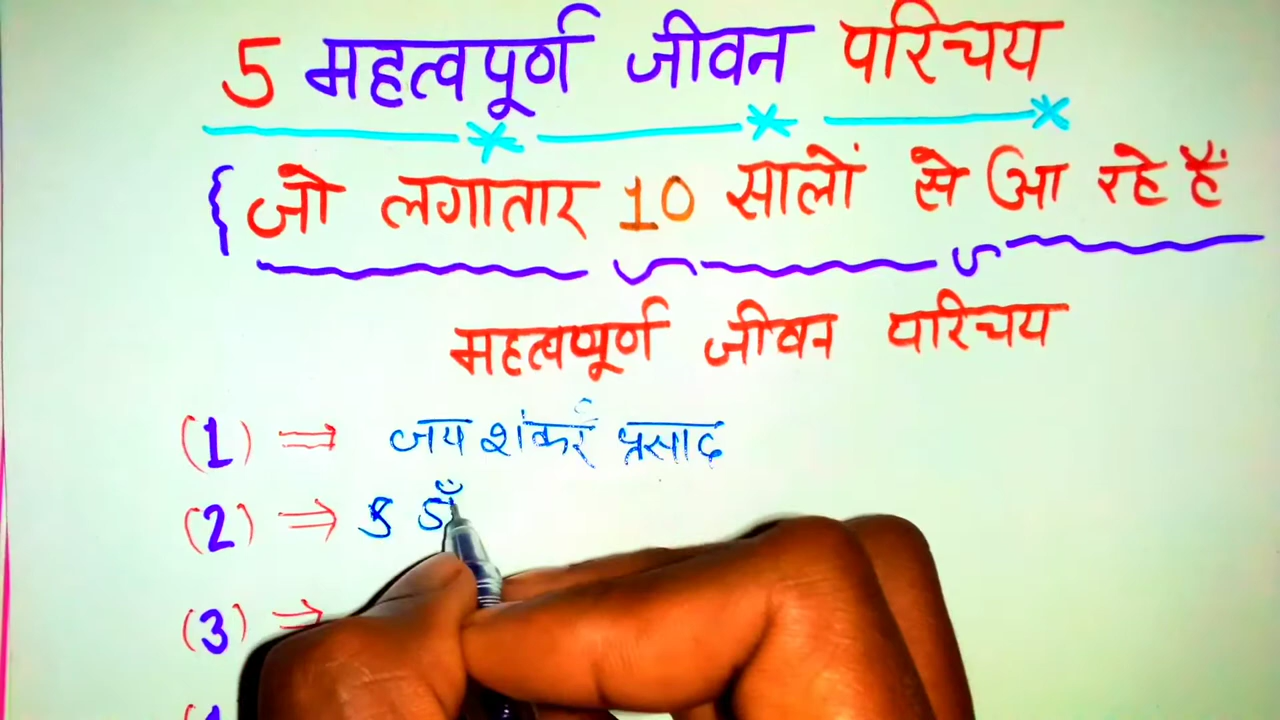 5 महत्वपूर्ण जीवन परिचय
{ जो लगातार 10 सालों से आ रहे हैं
महत्वपूर्ण जीवन परिचय
(1) ⇒ जय शंकर प्रसाद
(2) ⇒ डॉ
(3) ⇒